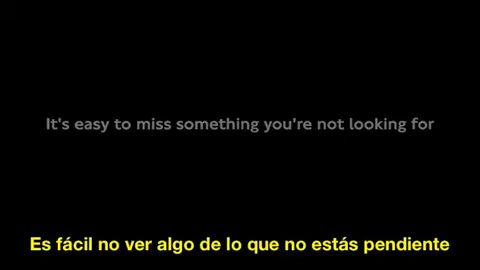 It's easy to miss something you're not looking for
Es fácil no ver algo de lo que no estás pendiente